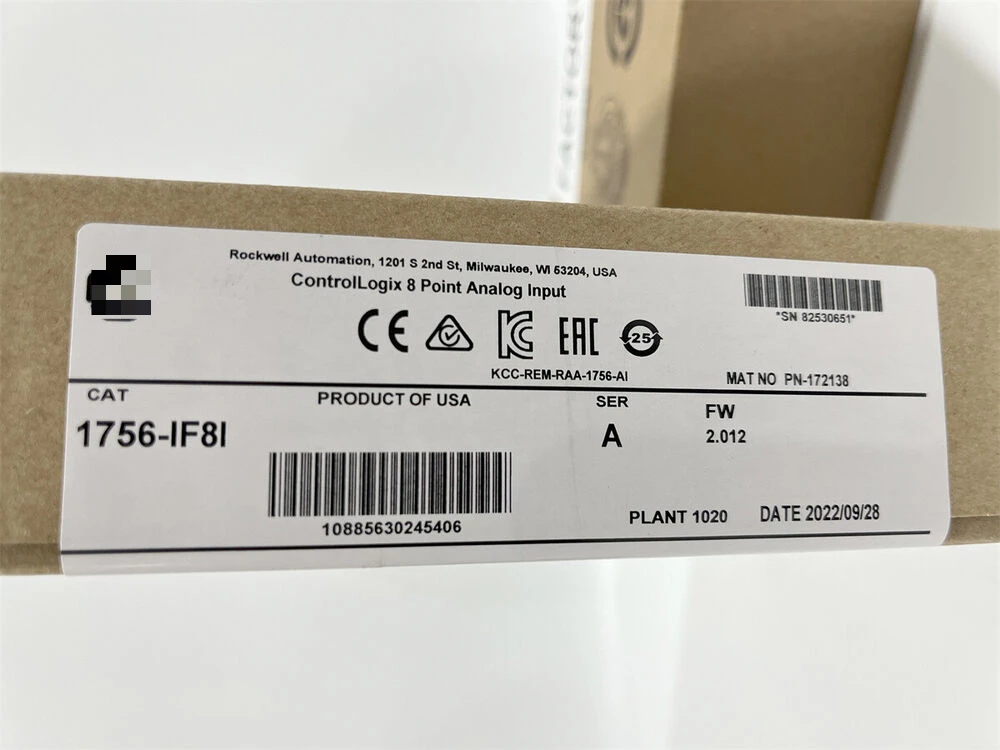 FACTORY
Rockwell Automation, 1201 S 2nd St, Milwaukee, WI 53204, USA
ControlLogix 8 Point Analog Input
*SN 82530651*
CE
EAC
25
KCC-REM-RAA-1756-AI
MAT NO PN-172138
CAT
PRODUCT OF USA
SER
FW
1756-IF8I
A
2.012
10885630245406
PLANT 1020
DATE 2022/09/28